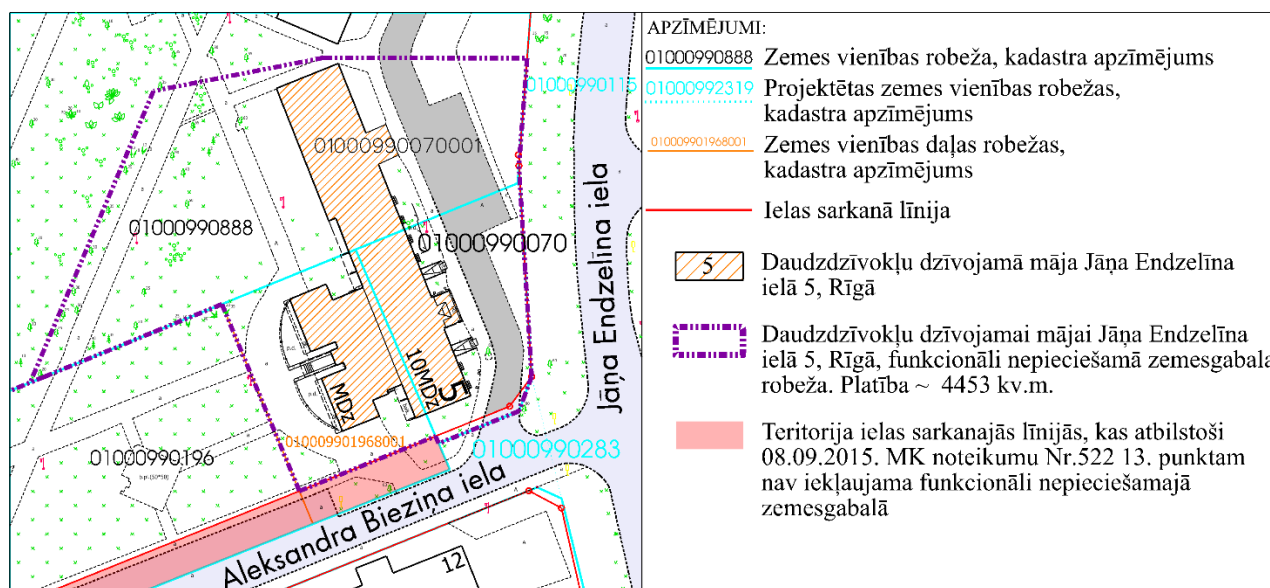 01000990115
01000990070001
01000990888
01000990070
Jāņa Endzelīna iela
10MDz
5
MDz
010009901968001
01000990196
01000990283
Aleksandra Biezina iela
12
APZĪMĒJUMI:
01000990888 Zemes vienības robeža, kadastra apzīmējums
01000992319 Projektētas zemes vienības robežas,
kadastra apzīmējums
010009901968001 Zemes vienības daļas robežas,
kadastra apzīmējums
Ielas sarkanā līnija
5 Daudzdzīvokļu dzīvojamā māja Jāņa Endzelīna
ielā 5, Rīgā
Daudzdzīvokļu dzīvojamai mājai Jāņa Endzelīna
ielā 5, Rīgā, funkcionāli nepieciešamā zemesgabala
robeža. Platība ~ 4453 kv.m.
Teritorija ielas sarkanajās līnijās, kas atbilstoši
08.09.2015. MK noteikumu Nr.522 13. punktam
nav iekļaujama funkcionāli nepieciešamajā
zemesgabalā